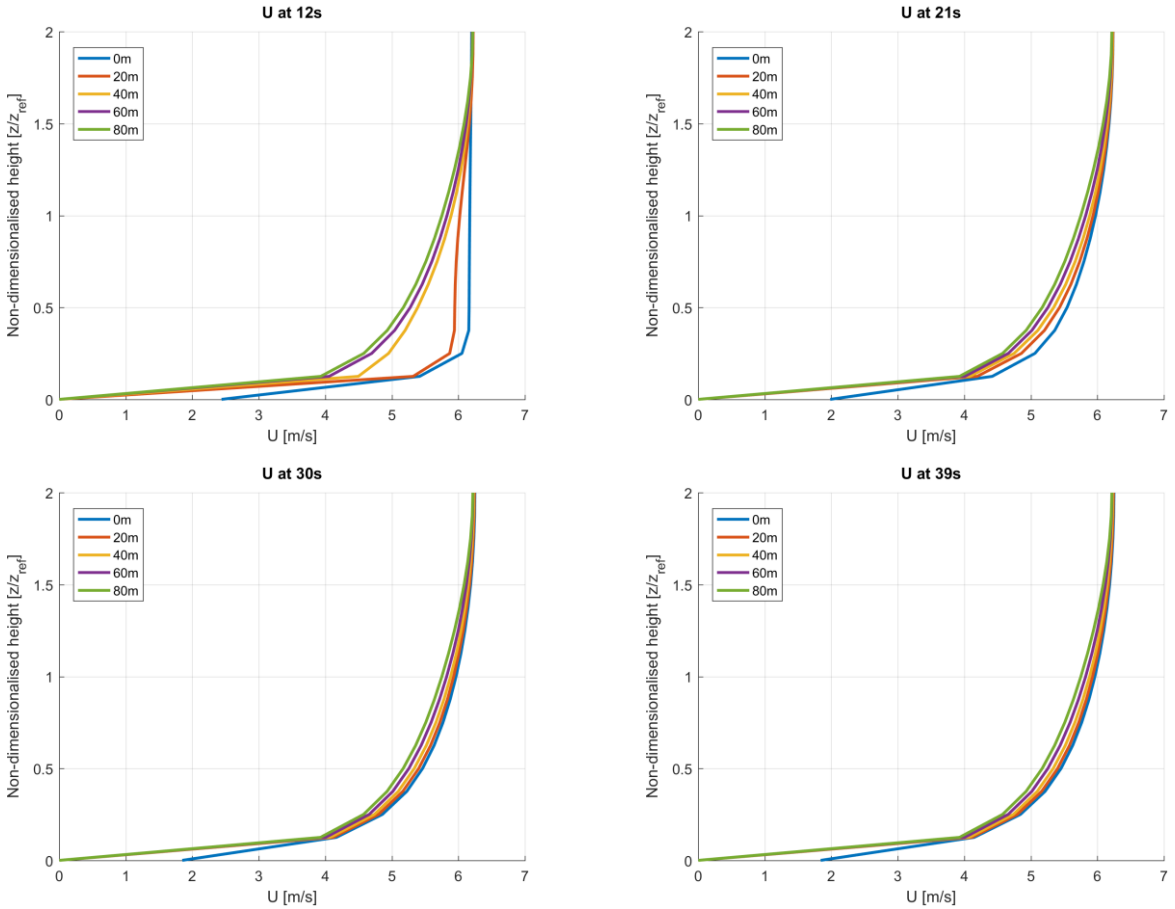 U at 12s
Non-dimensionalised height [z/z_ref]
2
1.5
1
0.5
0
0m
20m
40m
60m
80m
0 1 2 3 4 5 6 7
U [m/s]
U at 21s
Non-dimensionalised height [z/z_ref]
2
1.5
1
0.5
0
0m
20m
40m
60m
80m
0 1 2 3 4 5 6 7
U [m/s]
U at 30s
Non-dimensionalised height [z/z_ref]
2
1.5
1
0.5
0
0m
20m
40m
60m
80m
0 1 2 3 4 5 6 7
U [m/s]
U at 39s
Non-dimensionalised height [z/z_ref]
2
1.5
1
0.5
0
0m
20m
40m
60m
80m
0 1 2 3 4 5 6 7
U [m/s]